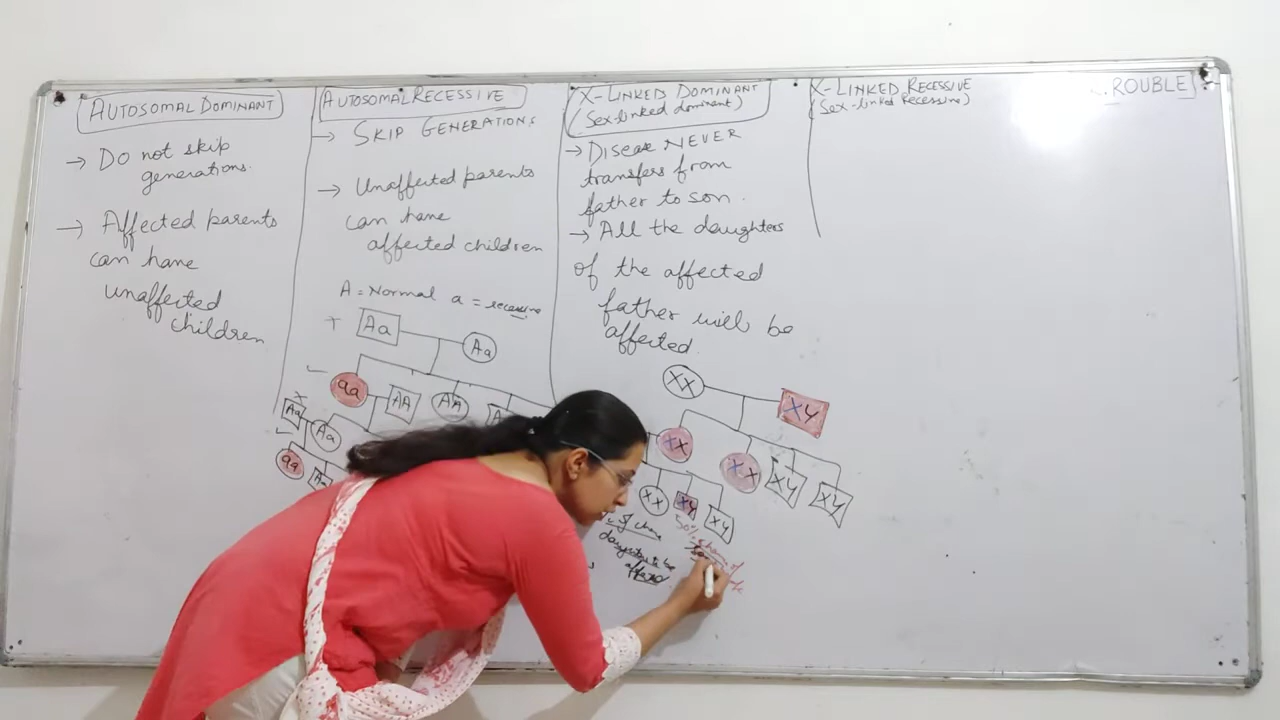 AUTOSOMAL DOMINANT
→ Do not skip
generations.
→ Affected parents
can have
unaffected
children
AUTOSOMAL RECESSIVE
→ SKIP GENERATIONS
→ Unaffected parents
can have
affected children
A = Normal a = recessive
Aa
Aa
aa
AA
AA
Aa
Aa
aa
X-LINKED DOMINANT
(Sex-linked dominant)
→ Disease NEVER
transfers from
father to son.
→ All the daughters
of the affected
father will be
affected.
XX
XY
XX
XX
XY
XY
XX
XY
XY
50%
X-LINKED RECESSIVE
(Sex-linked Recessive)
ROUBLE